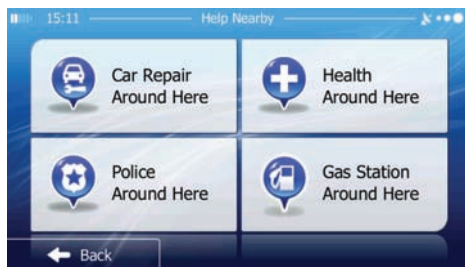 15:11
Help Nearby
Car Repair
Around Here
Health
Around Here
Police
Around Here
Gas Station
Around Here
Back